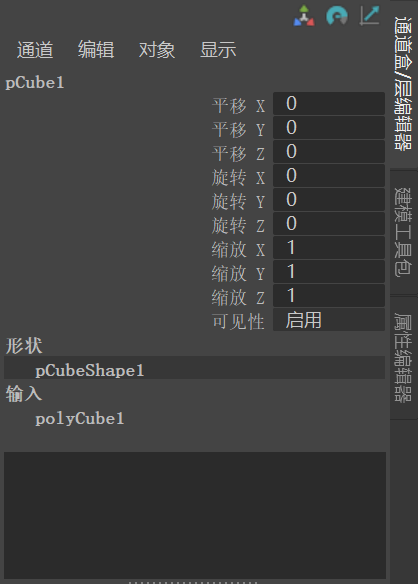 通道 编辑 对象 显示
pCube1
平移 X 0
平移 Y 0
平移 Z 0
旋转 X 0
旋转 Y 0
旋转 Z 0
缩放 X 1
缩放 Y 1
缩放 Z 1
可见性 启用
形状
pCubeShape1
输入
polyCube1
通道盒/层编辑器
建模工具包
属性编辑器